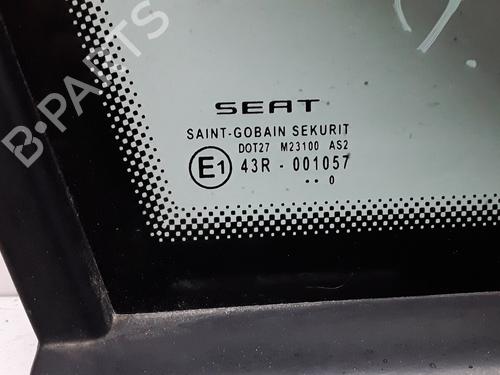 B-PARTS
SEAT
SAINT-GOBAIN SEKURIT
DOT27 M23100 AS2
E1 43R - 001057
·· 0